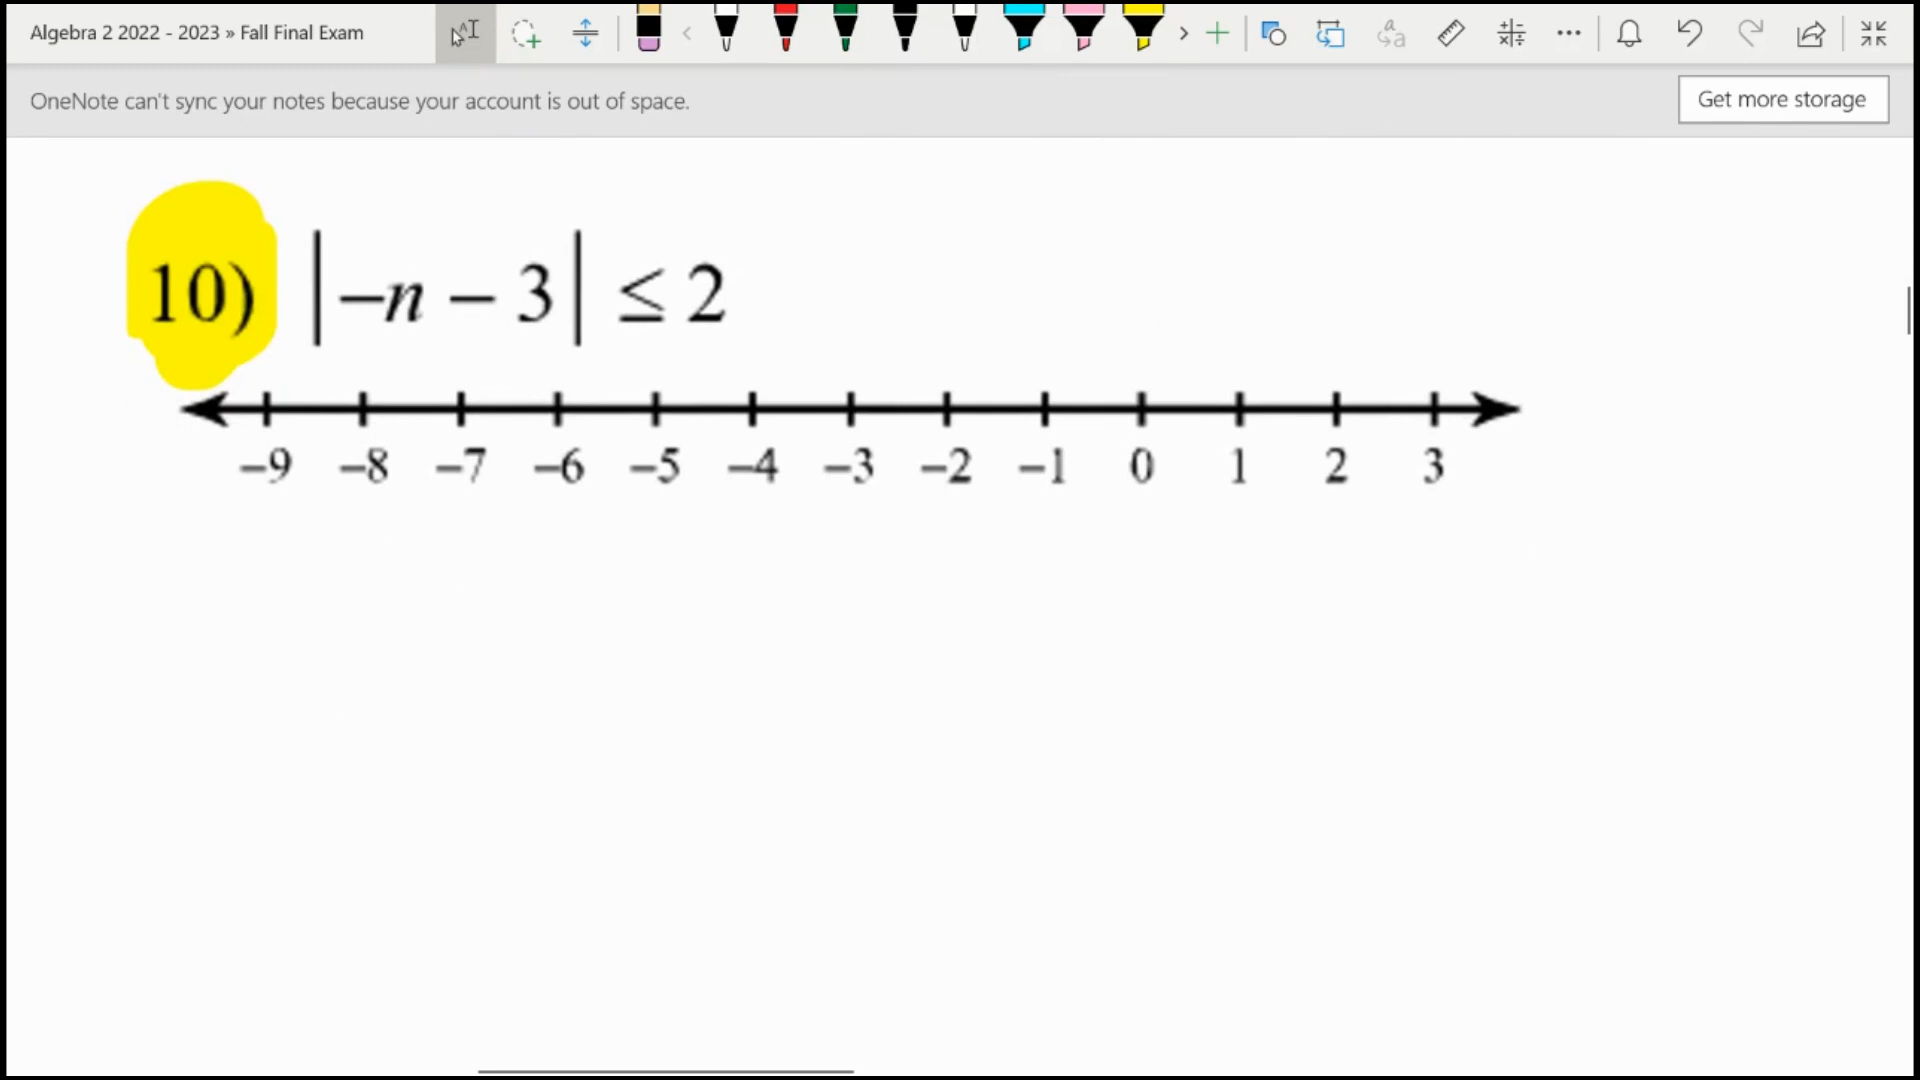 Algebra 2 2022 - 2023 » Fall Final Exam
OneNote can't sync your notes because your account is out of space.
Get more storage
10) |−n − 3| ≤ 2
−9 −8 −7 −6 −5 −4 −3 −2 −1 0 1 2 3